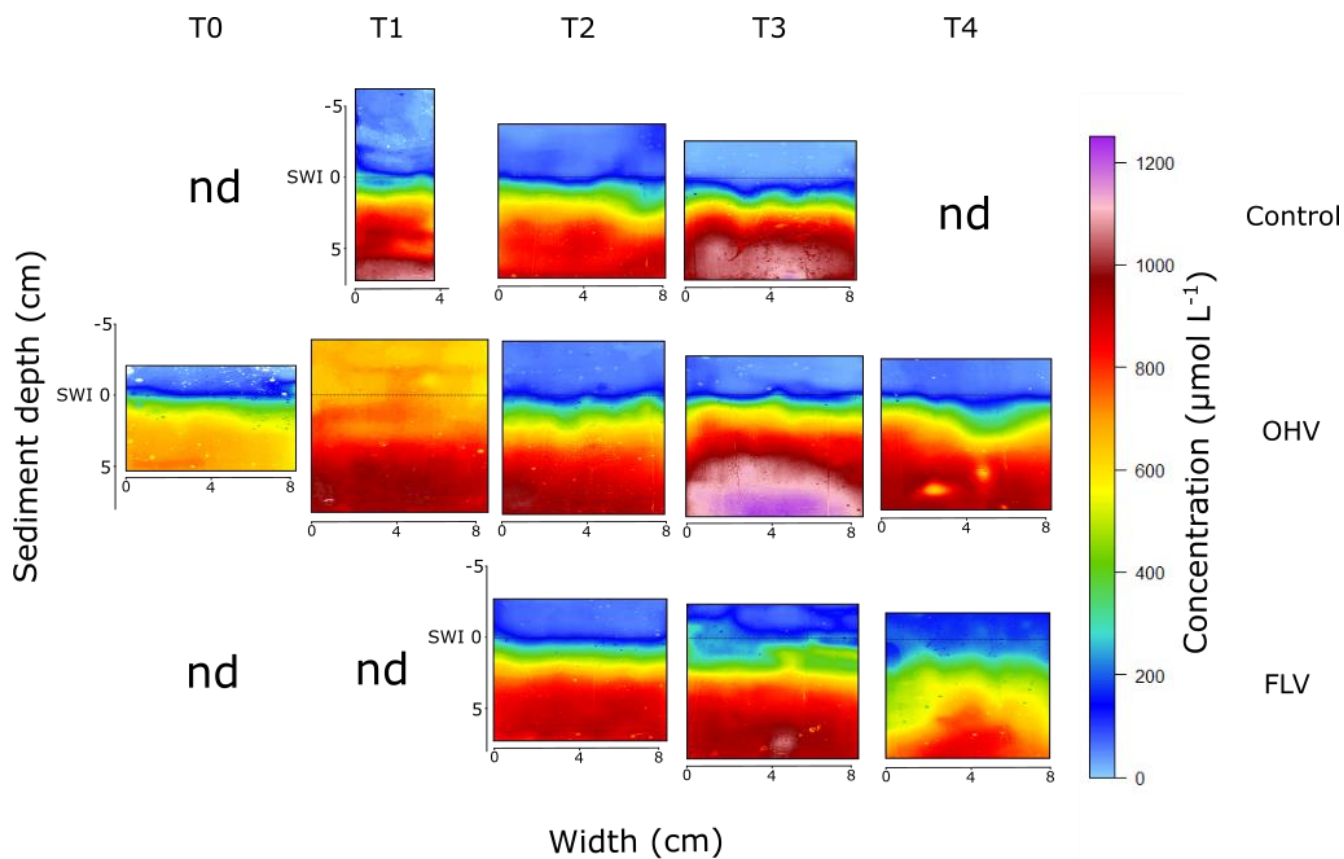 T0 T1 T2 T3 T4
-5
SWI 0
5
nd
nd
Control
0 4
0 8
0 4 8
-5
SWI 0
5
OHV
0 4 8
0 4 8
0 4 8
0 4 8
0 4 8
-5
SWI 0
5
nd
nd
FLV
0 4 8
0 4 8
0 4 8
Sediment depth (cm)
Width (cm)
1200
1000
800
600
400
200
0
Concentration (µmol L⁻¹)